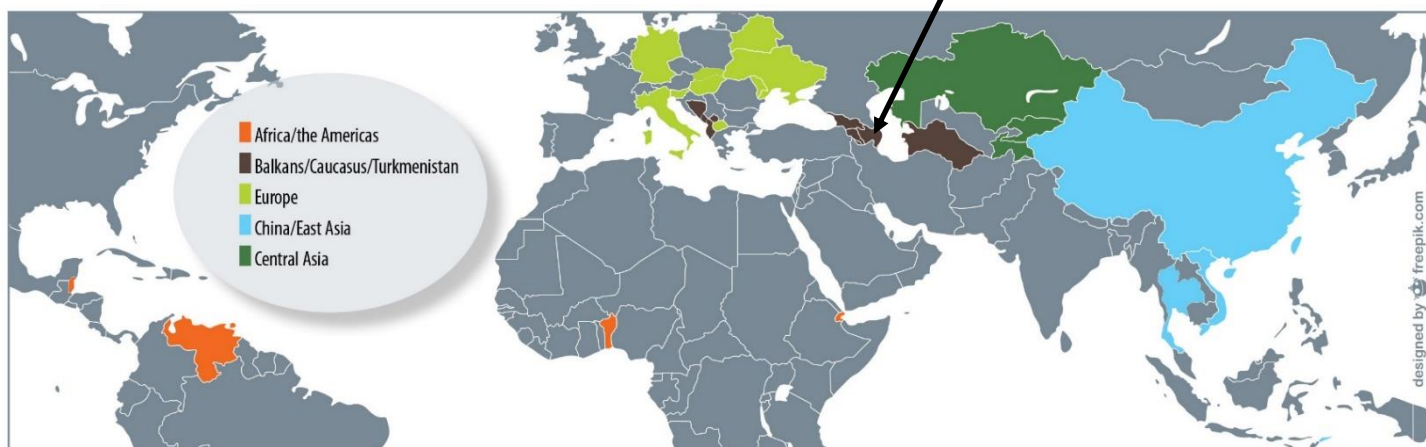 Africa/the Americas
Balkans/Caucasus/Turkmenistan
Europe
China/East Asia
Central Asia
designed by freepik.com